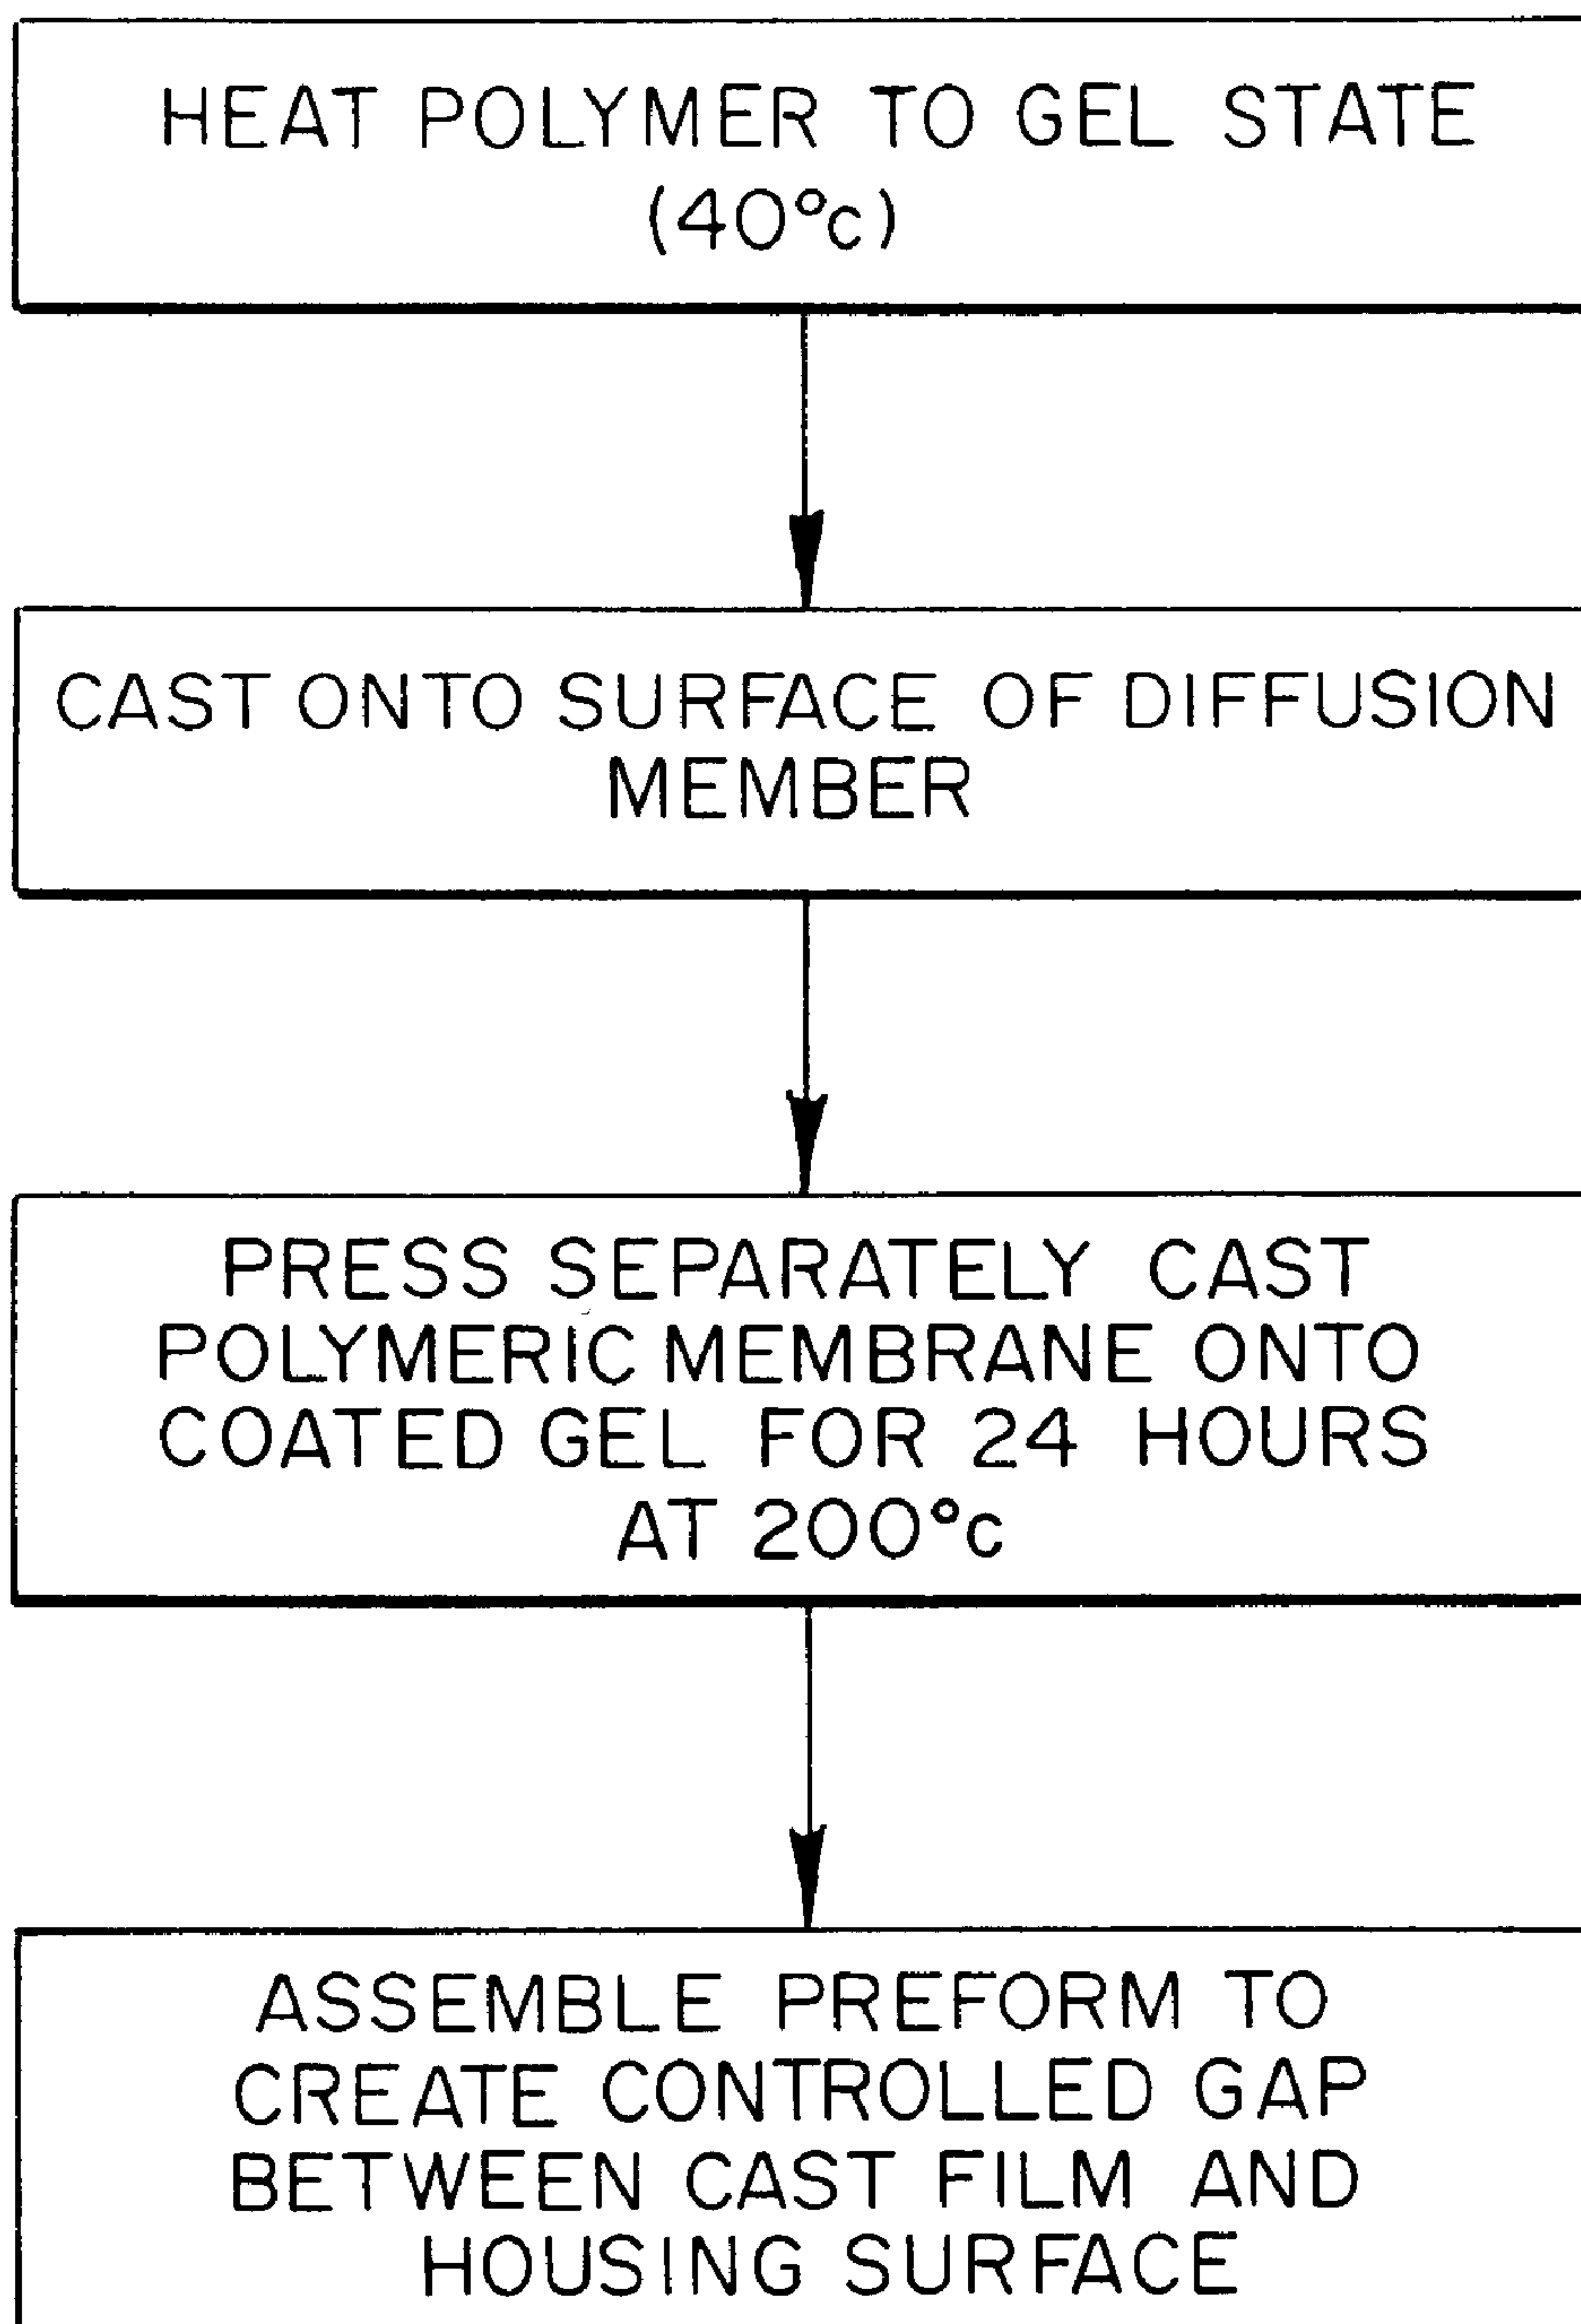 HEAT POLYMER TO GEL STATE
(40°c)
CAST ONTO SURFACE OF DIFFUSION
MEMBER
PRESS SEPARATELY CAST
POLYMERIC MEMBRANE ONTO
COATED GEL FOR 24 HOURS
AT 200°c
ASSEMBLE PREFORM TO
CREATE CONTROLLED GAP
BETWEEN CAST FILM AND
HOUSING SURFACE